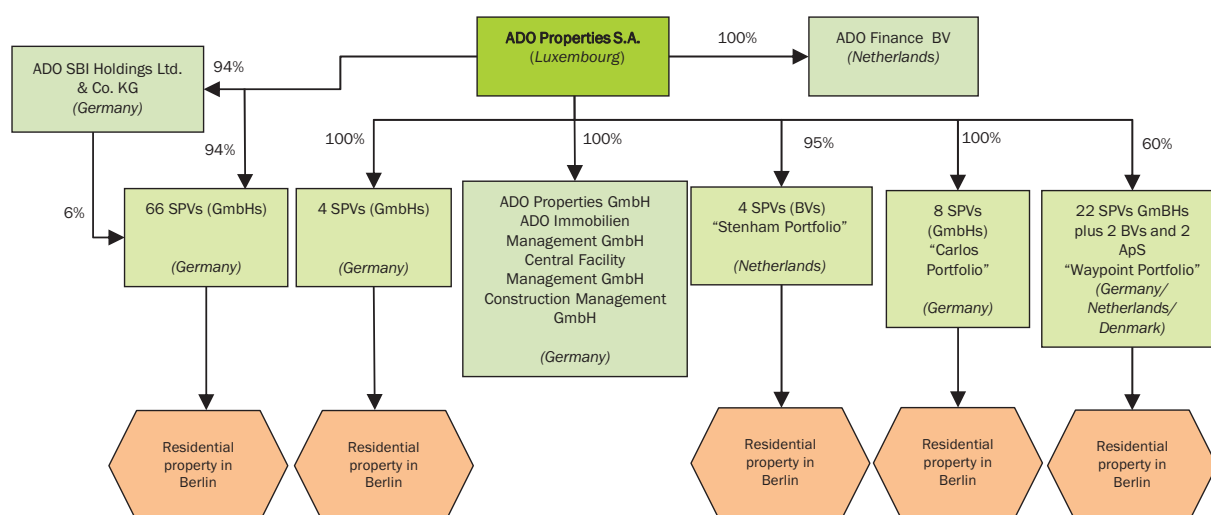 ADO Properties S.A.
(Luxembourg)
100%
ADO Finance BV
(Netherlands)
ADO SBI Holdings Ltd.
& Co. KG
(Germany)
94%
94%
100%
100%
95%
100%
60%
6%
66 SPVs (GmbHs)
(Germany)
4 SPVs (GmbHs)
(Germany)
ADO Properties GmbH
ADO Immobilien
Management GmbH
Central Facility
Management GmbH
Construction Management
GmbH
(Germany)
4 SPVs (BVs)
“Stenham Portfolio”
(Netherlands)
8 SPVs
(GmbHs)
“Carlos
Portfolio”
(Germany)
22 SPVs GmBHs
plus 2 BVs and 2
ApS
“Waypoint Portfolio”
(Germany/
Netherlands/
Denmark)
Residential
property in
Berlin
Residential
property in
Berlin
Residential
property in
Berlin
Residential
property in
Berlin
Residential
property in
Berlin